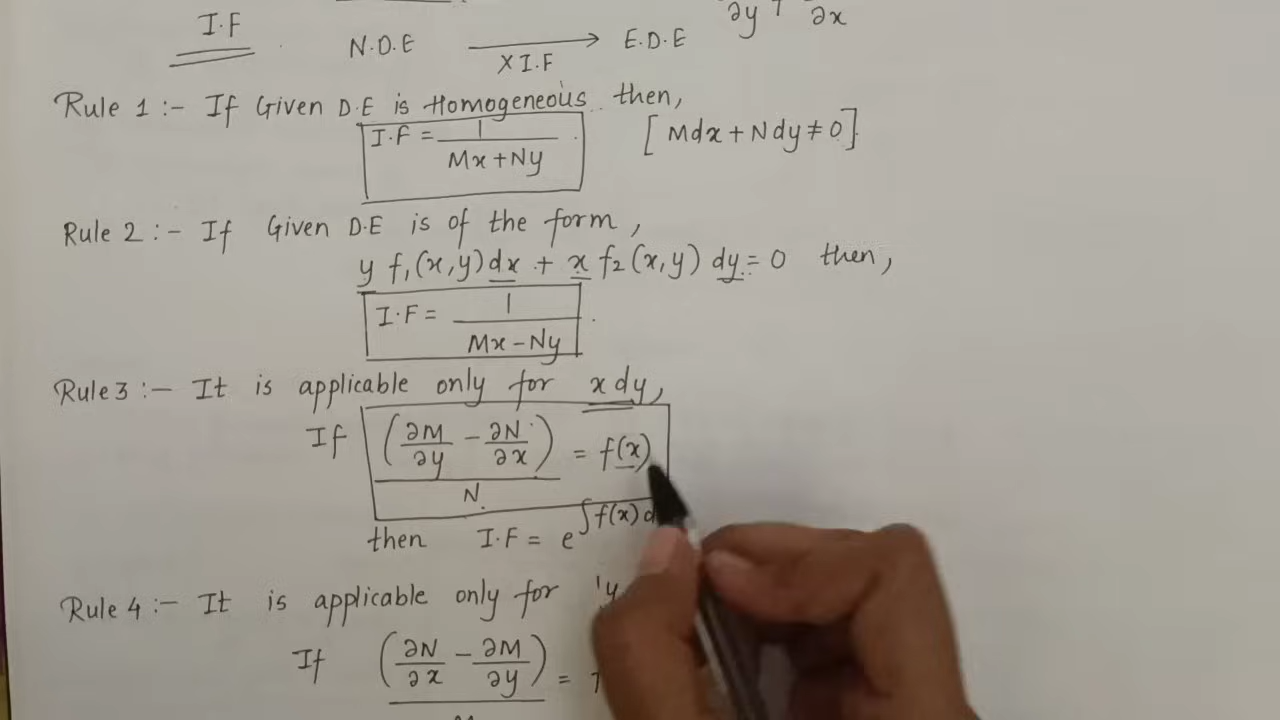 ∂y ∂x
I.F N.D.E → E.D.E
XI.F
Rule 1 :- If Given D.E is Homogeneous then,
I.F = 1/(Mx+Ny) [Mdx+Ndy≠0]
Rule 2 :- If Given D.E is of the form,
y f₁(x,y)dx + x f₂(x,y) dy = 0 then,
I.F = 1/(Mx-Ny)
Rule 3 :- It is applicable only for xdy,
If (∂M/∂y - ∂N/∂x)/N = f(x)
then I.F = e^∫f(x)d
Rule 4 :- It is applicable only for 'y
If (∂N/∂x - ∂M/∂y) =